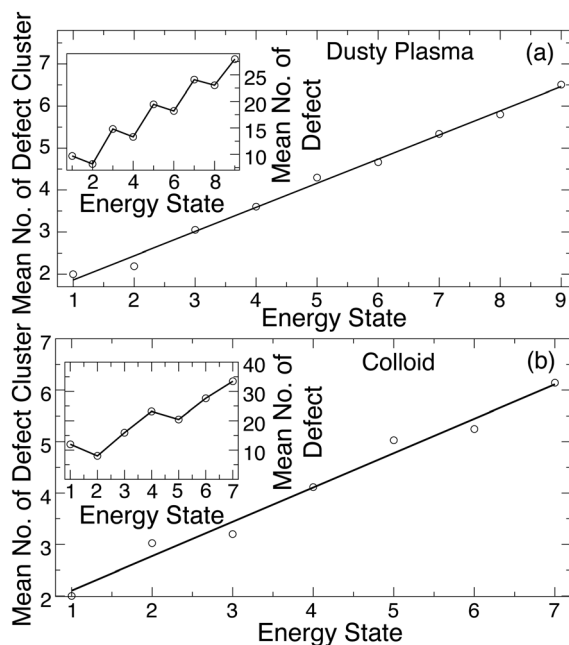 Dusty Plasma
(a)
7
6
5
4
3
2
Mean No. of Defect Cluster
1 2 3 4 5 6 7 8 9
Energy State
25
20
15
10
Mean No. of
Defect
2 4 6 8
Energy State
Colloid
(b)
7
6
5
4
3
2
Mean No. of Defect Cluster
1 2 3 4 5 6 7
Energy State
40
30
20
10
Mean No. of
Defect
1 2 3 4 5 6 7
Energy State